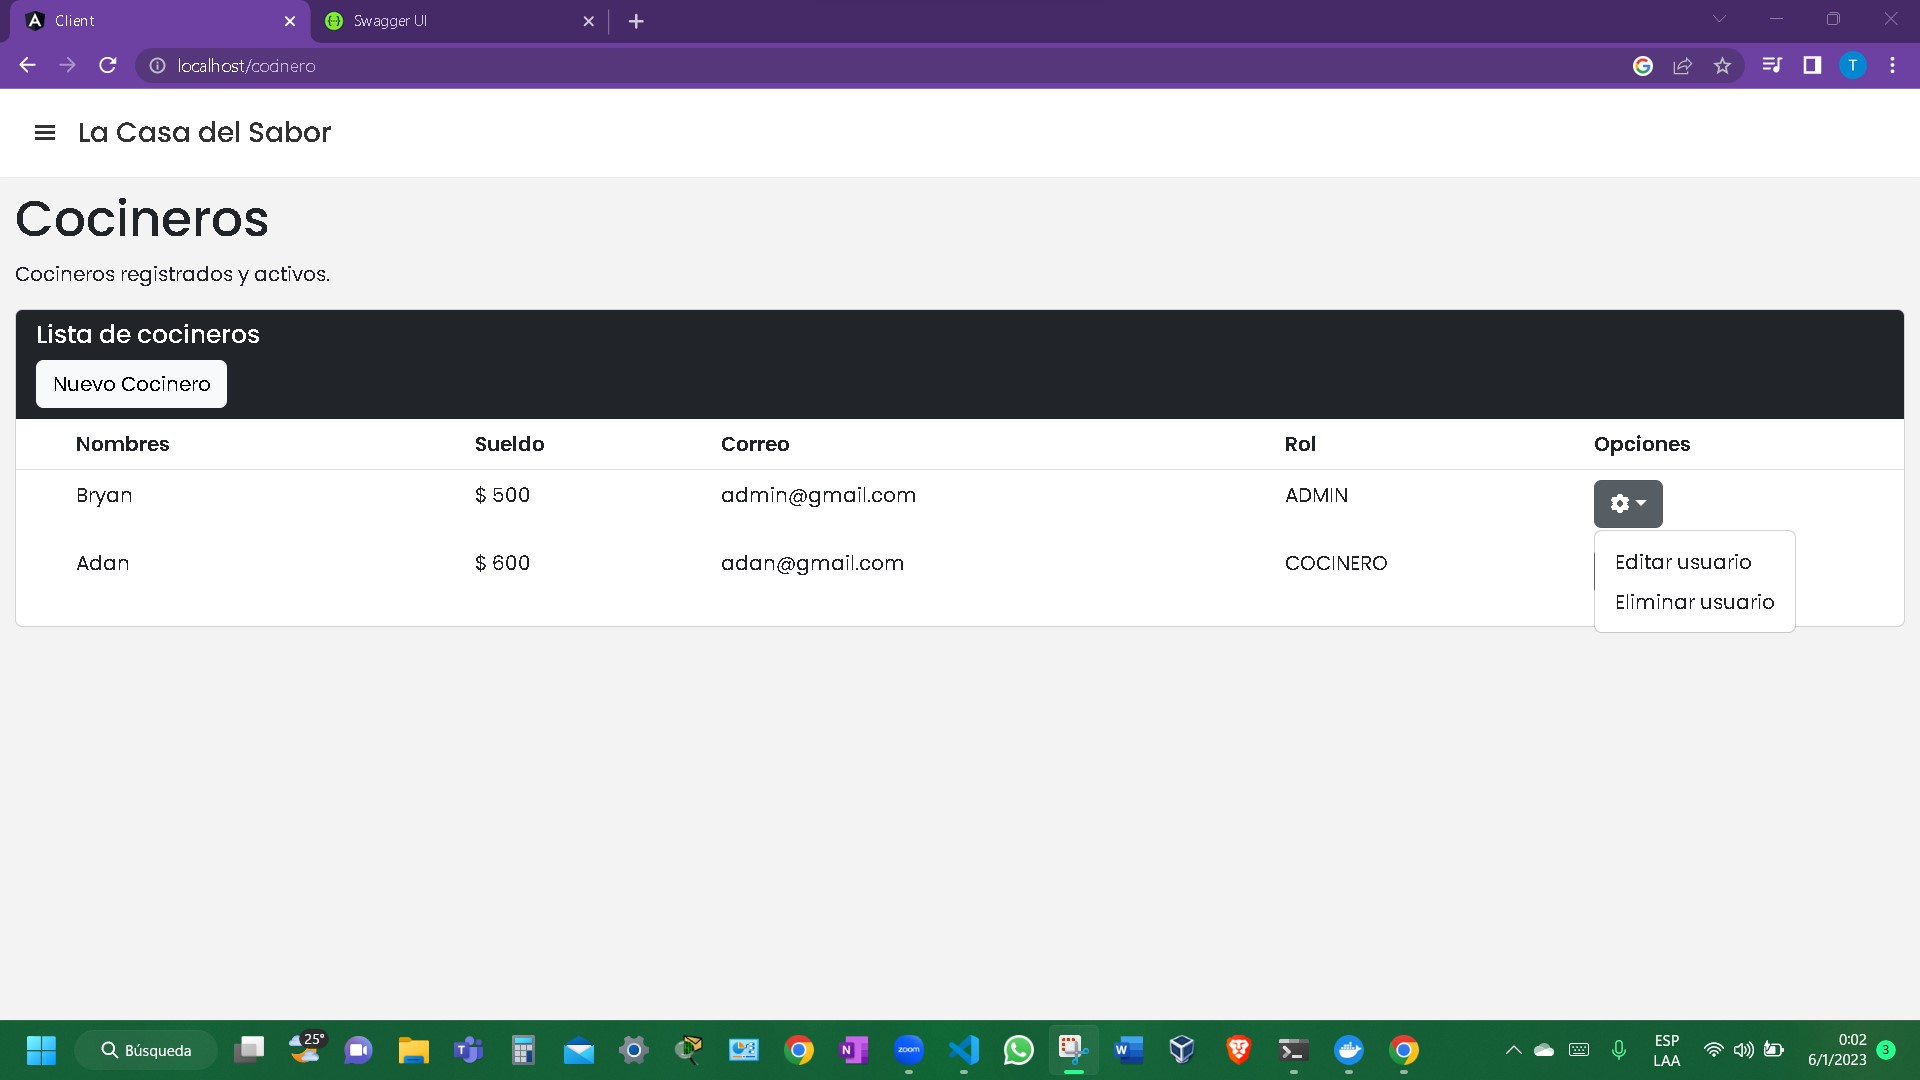 Client
Swagger UI
localhost/cocinero
T
La Casa del Sabor
Cocineros
Cocineros registrados y activos.
Lista de cocineros
Nuevo Cocinero
Nombres Sueldo Correo Rol Opciones
Bryan $ 500 admin@gmail.com ADMIN
Adan $ 600 adan@gmail.com COCINERO
Editar usuario
Eliminar usuario
Búsqueda
25°
zoom
ESP
LAA
0:02
6/1/2023
3